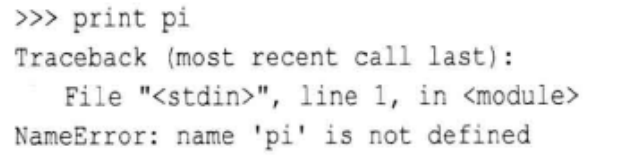 >>> print pi
Traceback (most recent call last):
File "<stdin>", line 1, in <module>
NameError: name 'pi' is not defined